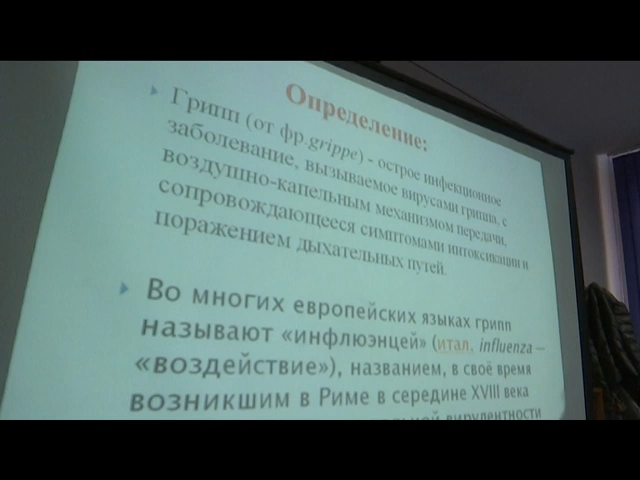 Определение:
Грипп (от фр.grippe) - острое инфекционное
заболевание, вызываемое вирусами гриппа, с
воздушно-капельным механизмом передачи,
сопровождающееся симптомами интоксикации и
поражением дыхательных путей.
Во многих европейских языках грипп
называют «инфлюэнцей» (итал. influenza —
«воздействие»), названием, в своё время
возникшим в Риме в середине XVIII века
вирулентности